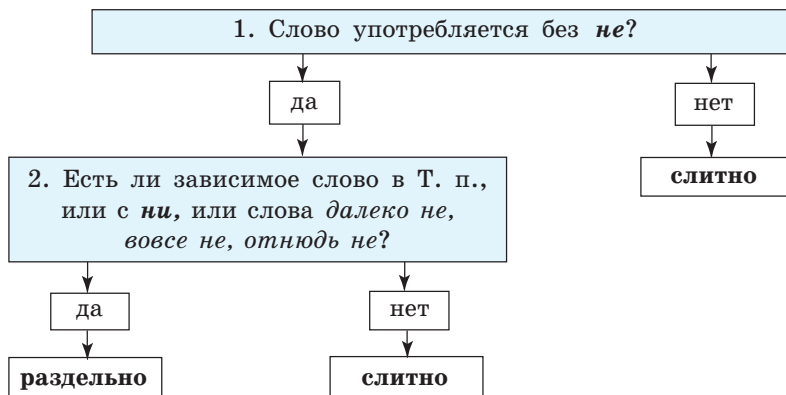 1. Слово употребляется без не?
да
нет
2. Есть ли зависимое слово в Т. п.,
или с ни, или слова далеко не,
вовсе не, отнюдь не?
слитно
да
нет
раздельно
слитно